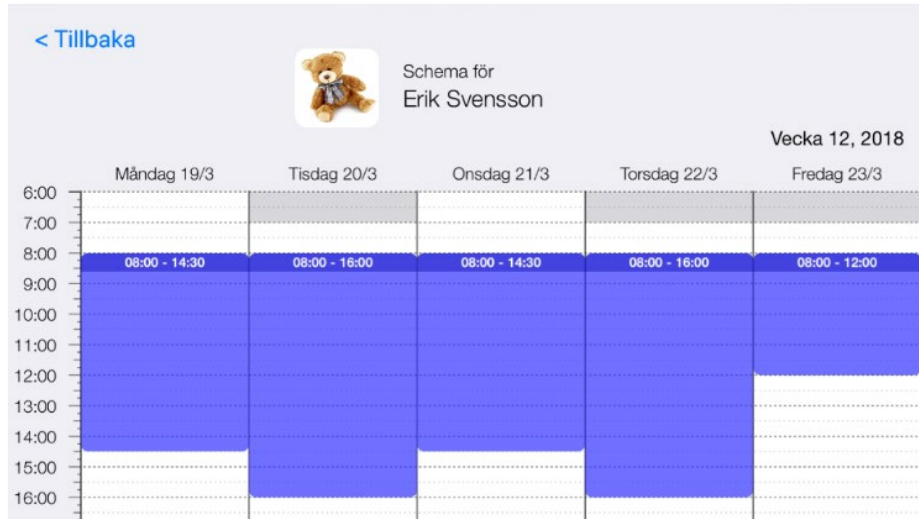 < Tillbaka
Schema för
Erik Svensson
Vecka 12, 2018
Måndag 19/3 Tisdag 20/3 Onsdag 21/3 Torsdag 22/3 Fredag 23/3
6:00
7:00
8:00
08:00 - 14:30 08:00 - 16:00 08:00 - 14:30 08:00 - 16:00 08:00 - 12:00
9:00
10:00
11:00
12:00
13:00
14:00
15:00
16:00